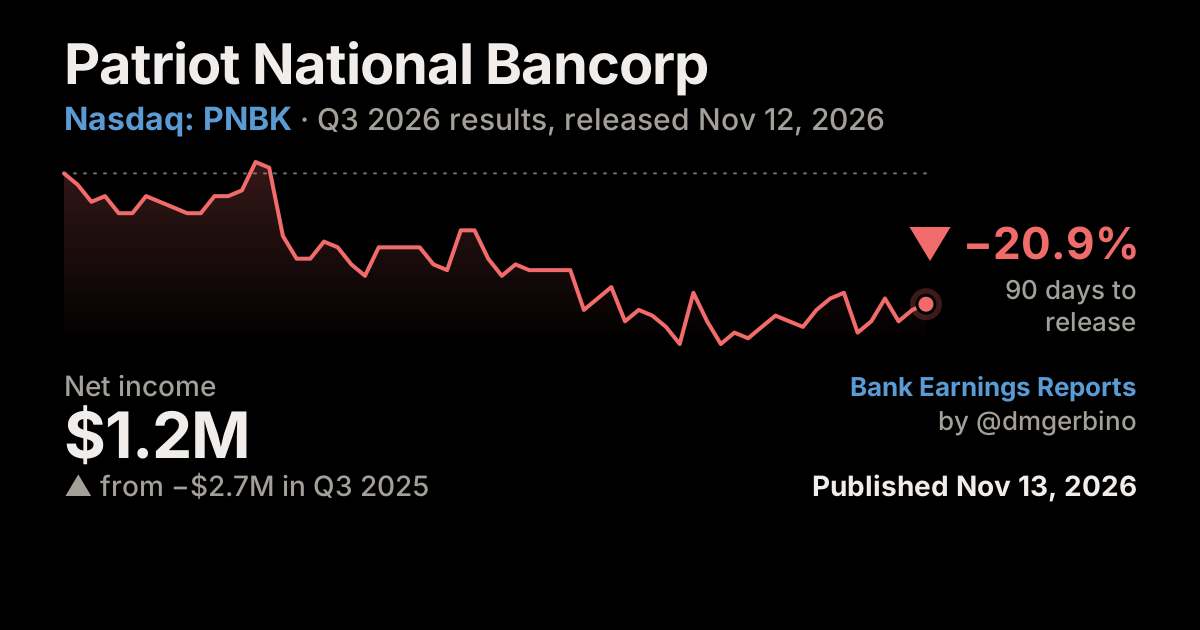 Patriot National Bancorp
Nasdaq: PNBK · Q3 2026 results, released Nov 12, 2026
▼ −20.9%
90 days to
release
Net income
$1.2M
▲ from −$2.7M in Q3 2025
Bank Earnings Reports
by @dmgerbino
Published Nov 13, 2026